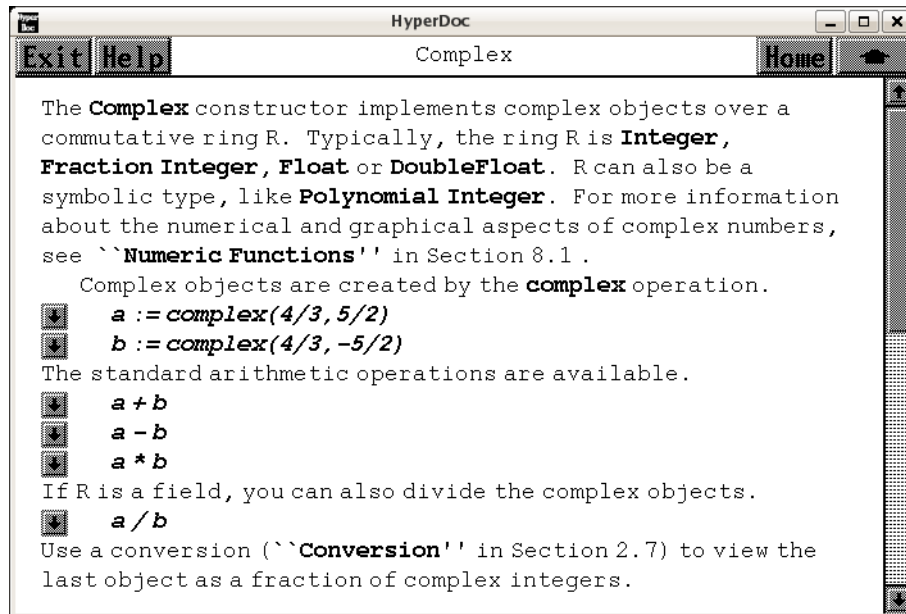 Hyper Doc
HyperDoc
Exit Help
Complex
Home
The Complex constructor implements complex objects over a
commutative ring R. Typically, the ring R is Integer,
Fraction Integer, Float or DoubleFloat. R can also be a
symbolic type, like Polynomial Integer. For more information
about the numerical and graphical aspects of complex numbers,
see ``Numeric Functions'' in Section 8.1 .
Complex objects are created by the complex operation.
a := complex(4/3,5/2)
b := complex(4/3,-5/2)
The standard arithmetic operations are available.
a + b
a - b
a * b
If R is a field, you can also divide the complex objects.
a / b
Use a conversion (``Conversion'' in Section 2.7) to view the
last object as a fraction of complex integers.